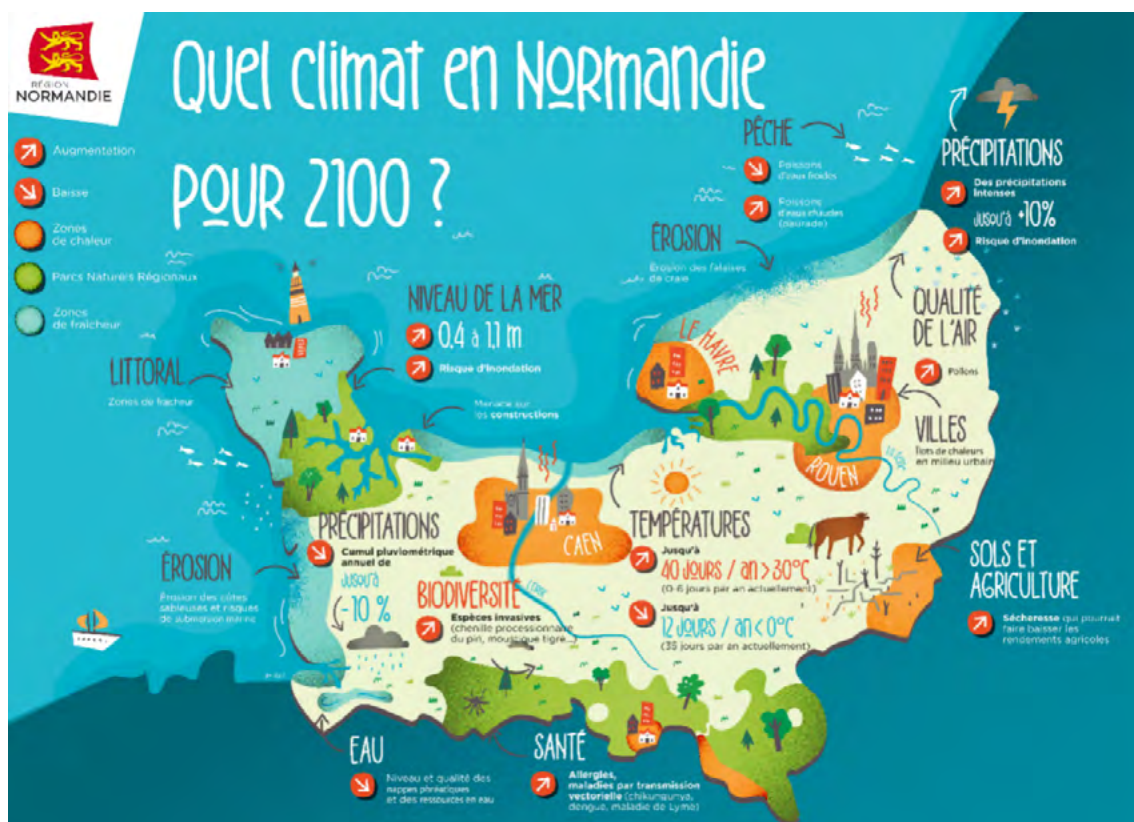 RÉGION
NORMANDIE
Quel climat en Normandie
pour 2100 ?
Augmentation
Baisse
Zones
de chaleur
Parcs Naturels Régionaux
Zones
de fraîcheur
PÊCHE
Poissons
d'eaux froides
Poissons
d'eaux chaudes
(daurade)
PRÉCIPITATIONS
Des précipitations
intenses
jusqu'à +10%
Risque d'inondation
ÉROSION
Érosion des falaises
de craie
NIVEAU DE LA MER
0,4 à 1,1 m
Risque d'inondation
QUALITÉ
DE L'AIR
Pollens
LITTORAL
Zones de fracheur
Menace sur
les constructions
LE HAVRE
VILLES
Îlots de chaleurs
en milieu urbain
ROUEN
LA SEINE
CAEN
L'ORNE
PRÉCIPITATIONS
Cumul pluviométrique
annuel de
jusqu'à
-10 %
TEMPÉRATURES
Jusqu'à
40 jours / an > 30°C
(0-6 jours par an actuellement)
Jusqu'à
12 jours / an < 0°C
(35 jours par an actuellement)
ÉROSION
Érosion des côtes
sableuses et risques
de submersion marine
BIODIVERSITÉ
Espèces invasives
(chenille processionnaire
du pin, moustique tigre...)
SOLS ET
AGRICULTURE
Sécheresse qui pourrait
faire baisser les
rendements agricoles
EAU
Niveau et qualité des
nappes phréatiques
et des ressources en eau
SANTÉ
Allergies,
maladies par transmission
vectorielle (chikungunya,
dengue, maladie de Lyme)